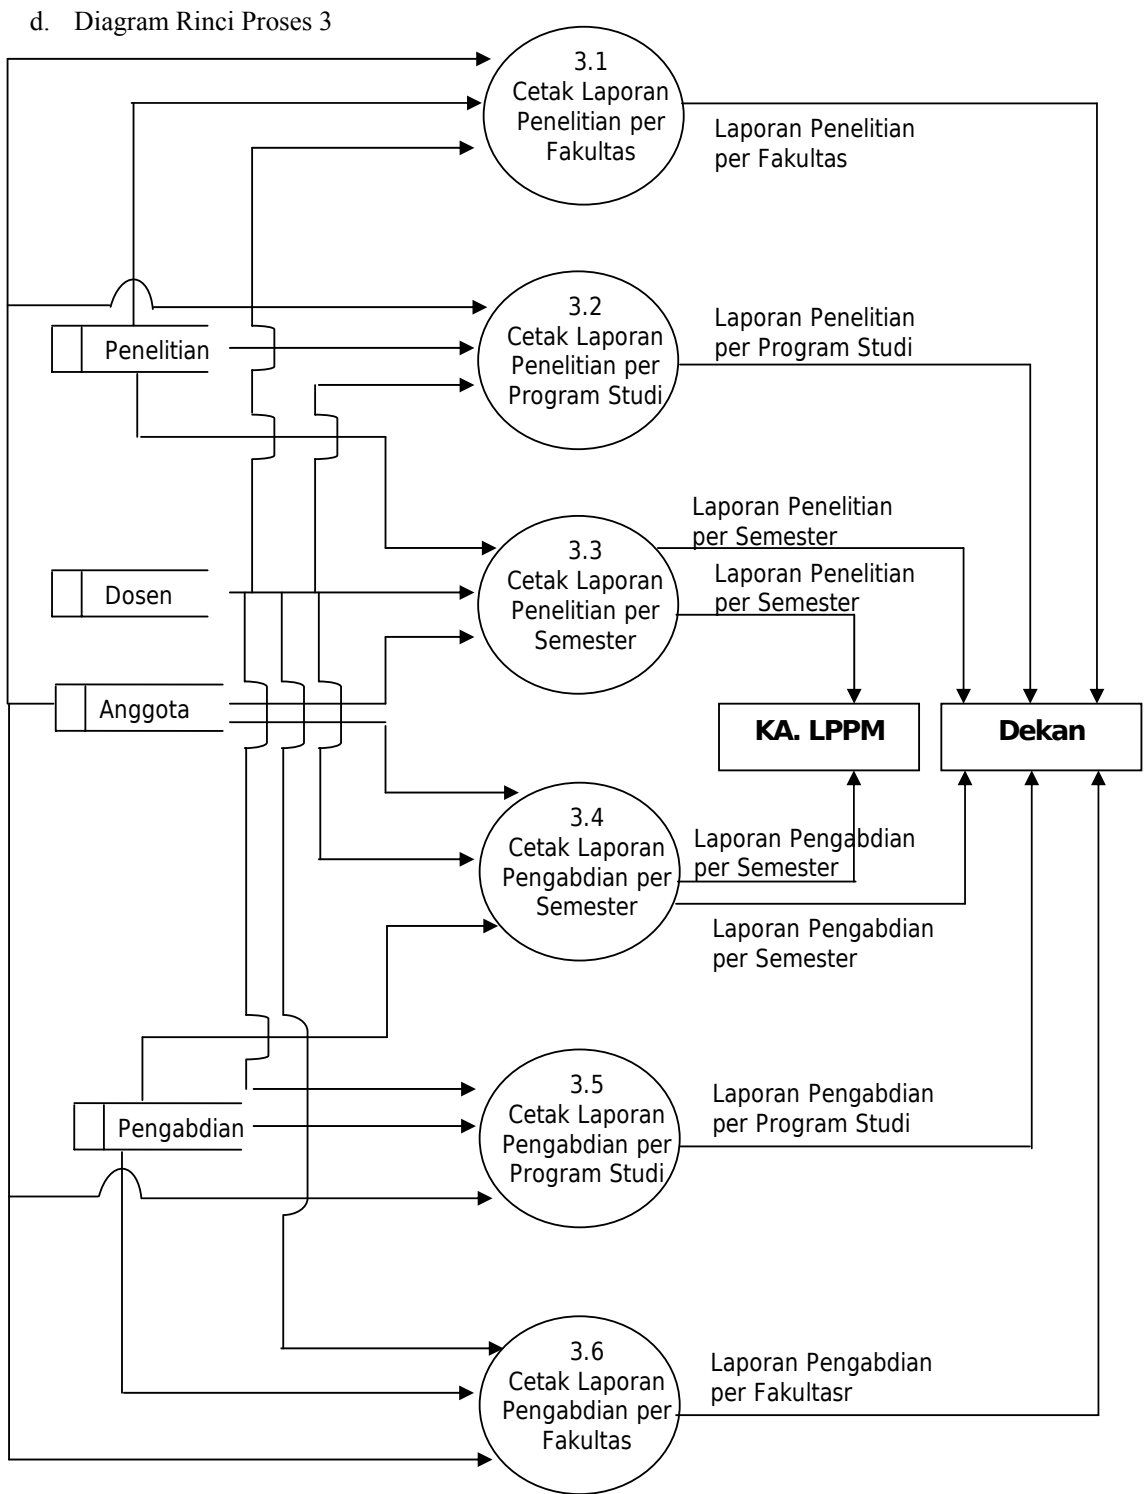 d. Diagram Rinci Proses 3
3.1
Cetak Laporan
Penelitian per
Fakultas
Laporan Penelitian
per Fakultas
3.2
Cetak Laporan
Penelitian per
Program Studi
Laporan Penelitian
per Program Studi
Penelitian
3.3
Cetak Laporan
Penelitian per
Semester
Laporan Penelitian
per Semester
Laporan Penelitian
per Semester
Dosen
Anggota
KA. LPPM
Dekan
3.4
Cetak Laporan
Pengabdian per
Semester
Laporan Pengabdian
per Semester
Laporan Pengabdian
per Semester
3.5
Cetak Laporan
Pengabdian per
Program Studi
Laporan Pengabdian
per Program Studi
Pengabdian
3.6
Cetak Laporan
Pengabdian per
Fakultas
Laporan Pengabdian
per Fakultasr